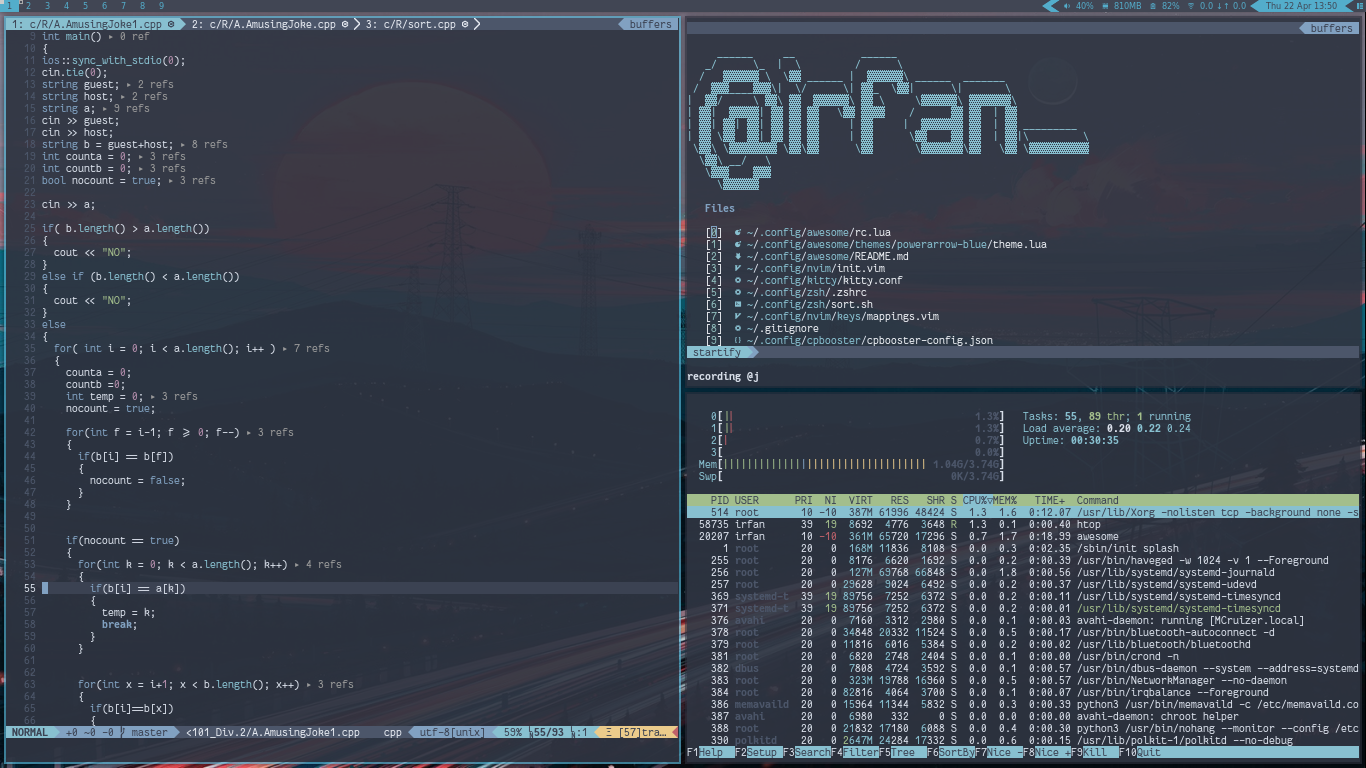 1 2 3 4 5 6 7 8 9
40% 810MB 82% 0.0 ↓↑ 0.0 Thu 22 Apr 13:50
1: c/R/A.AmusingJoke1.cpp 2: c/R/A.AmusingJoke.cpp 3: c/R/sort.cpp buffers
9 int main() ▸ 0 ref
10 {
11 ios::sync_with_stdio(0);
12 cin.tie(0);
13 string guest; ▸ 2 refs
14 string host; ▸ 2 refs
15 string a; ▸ 9 refs
16 cin >> guest;
17 cin >> host;
18 string b = guest+host; ▸ 8 refs
19 int counta = 0; ▸ 3 refs
20 int countb = 0; ▸ 3 refs
21 bool nocount = true; ▸ 3 refs
22
23 cin >> a;
24
25 if( b.length() > a.length())
26 {
27 cout << "NO";
28 }
29 else if (b.length() < a.length())
30 {
31 cout << "NO";
32 }
33 else
34 {
35 for( int i = 0; i < a.length(); i++ ) ▸ 7 refs
36 {
37 counta = 0;
38 countb =0;
39 int temp = 0; ▸ 3 refs
40 nocount = true;
41
42 for(int f = i-1; f >= 0; f--) ▸ 3 refs
43 {
44 if(b[i] == b[f])
45 {
46 nocount = false;
47 }
48 }
49
50
51 if(nocount == true)
52 {
53 for(int k = 0; k < a.length(); k++) ▸ 4 refs
54 {
55 if(b[i] == a[k])
56 {
57 temp = k;
58 break;
59 }
60 }
61
62
63 for(int x = i+1; x < b.length(); x++) ▸ 3 refs
64 {
65 if(b[i]==b[x])
66 {
NORMAL +0 ~0 -0 master <101_Div.2/A.AmusingJoke1.cpp cpp utf-8[unix] 59% 55/93 :1 Ξ [57]tra…
buffers
@irfan_
Files
[0] ~/.config/awesome/rc.lua
[1] ~/.config/awesome/themes/powerarrow-blue/theme.lua
[2] ~/.config/awesome/README.md
[3] ~/.config/nvim/init.vim
[4] ~/.config/kitty/kitty.conf
[5] ~/.config/zsh/.zshrc
[6] ~/.config/zsh/sort.sh
[7] ~/.config/nvim/keys/mappings.vim
[8] ~/.gitignore
[9] ~/.config/cpbooster/cpbooster-config.json
startify
recording @j
0[|| 1.3%] Tasks: 55, 89 thr; 1 running
1[|| 1.3%] Load average: 0.20 0.22 0.24
2[| 0.7%] Uptime: 00:30:35
3[ 0.0%]
Mem[|||||||||||||||||||||||||||||||||| 1.04G/3.74G]
Swp[ 0K/3.74G]
PID USER PRI NI VIRT RES SHR S CPU%▽MEM% TIME+ Command
514 root 10 -10 387M 61996 48424 S 1.3 1.6 0:12.07 /usr/lib/Xorg -nolisten tcp -background none -s
58735 irfan 39 19 8692 4776 3648 R 1.3 0.1 0:00.40 htop
20207 irfan 10 -10 361M 65720 17296 S 0.7 1.7 0:18.99 awesome
1 root 20 0 168M 11836 8108 S 0.0 0.3 0:02.35 /sbin/init splash
255 root 20 0 8176 6620 1692 S 0.0 0.2 0:00.39 /usr/bin/haveged -w 1024 -v 1 --Foreground
256 root 20 0 127M 69768 66848 S 0.0 1.8 0:00.56 /usr/lib/systemd/systemd-journald
257 root 20 0 29628 9024 6492 S 0.0 0.2 0:00.37 /usr/lib/systemd/systemd-udevd
369 systemd-t 39 19 89756 7252 6372 S 0.0 0.2 0:00.11 /usr/lib/systemd/systemd-timesyncd
371 systemd-t 39 19 89756 7252 6372 S 0.0 0.2 0:00.01 /usr/lib/systemd/systemd-timesyncd
376 avahi 20 0 7160 3312 2980 S 0.0 0.1 0:00.03 avahi-daemon: running [MCruizer.local]
378 root 20 0 34848 20332 11524 S 0.0 0.5 0:00.17 /usr/bin/bluetooth-autoconnect -d
379 root 20 0 11816 6016 5384 S 0.0 0.2 0:00.02 /usr/lib/bluetooth/bluetoothd
381 root 20 0 6820 2748 2404 S 0.0 0.1 0:00.00 /usr/bin/crond -n
382 dbus 20 0 7808 4724 3592 S 0.0 0.1 0:00.57 /usr/bin/dbus-daemon --system --address=systemd
383 root 20 0 323M 19788 16960 S 0.0 0.5 0:00.57 /usr/bin/NetworkManager --no-daemon
384 root 20 0 82816 4064 3700 S 0.0 0.1 0:00.07 /usr/bin/irqbalance --foreground
386 memavaild 20 0 15964 11344 5832 S 0.0 0.3 0:00.39 python3 /usr/bin/memavaild -c /etc/memavaild.co
387 avahi 20 0 6980 332 0 S 0.0 0.0 0:00.00 avahi-daemon: chroot helper
388 root 20 0 21832 17180 6088 S 0.0 0.4 0:00.30 python3 /usr/bin/nohang --monitor --config /etc
390 polkitd 20 0 2647M 24284 17332 S 0.0 0.6 0:00.15 /usr/lib/polkit-1/polkitd --no-debug
F1Help F2Setup F3SearchF4FilterF5Tree F6SortByF7Nice -F8Nice +F9Kill F10Quit